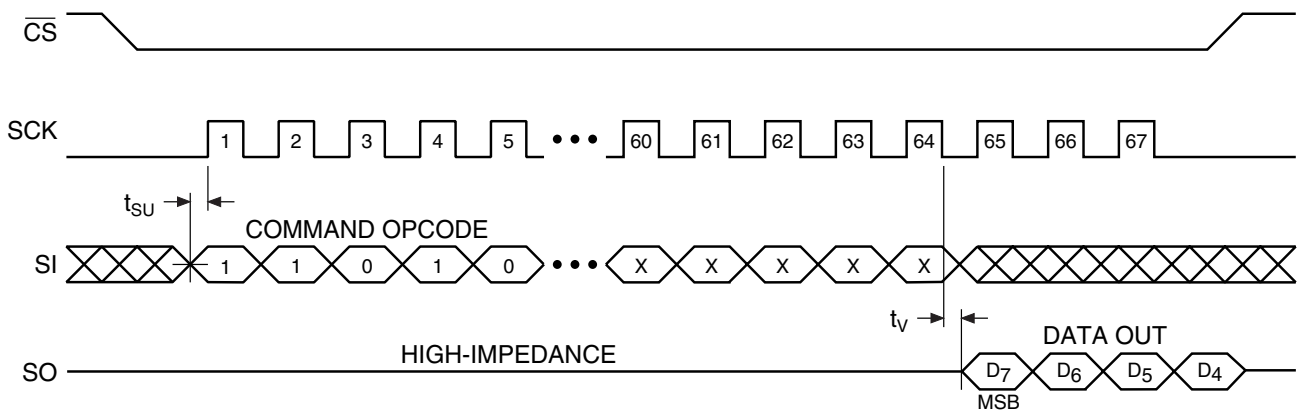 CS
SCK 1 2 3 4 5 ••• 60 61 62 63 64 65 66 67
tSU
COMMAND OPCODE
SI 1 1 0 1 0 ••• X X X X X
tV
DATA OUT
HIGH-IMPEDANCE
SO D7 D6 D5 D4
MSB